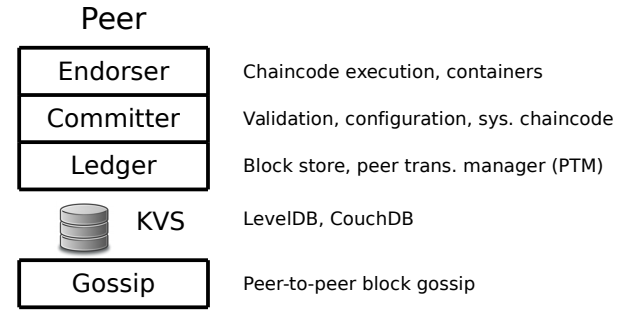 Peer
Endorser Chaincode execution, containers
Committer Validation, configuration, sys. chaincode
Ledger Block store, peer trans. manager (PTM)
KVS LevelDB, CouchDB
Gossip Peer-to-peer block gossip